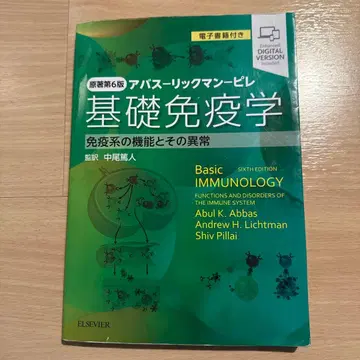 電子書籍付き
Enhanced
DIGITAL
VERSION
Included
原著第6版 アバス-リックマン-ピレ
基礎免疫学
免疫系の機能とその異常
監訳 中尾篤人
Basic SIXTH EDITION
IMMUNOLOGY
FUNCTIONS AND DISORDERS OF
THE IMMUNE SYSTEM
Abul K. Abbas
Andrew H. Lichtman
Shiv Pillai
ELSEVIER